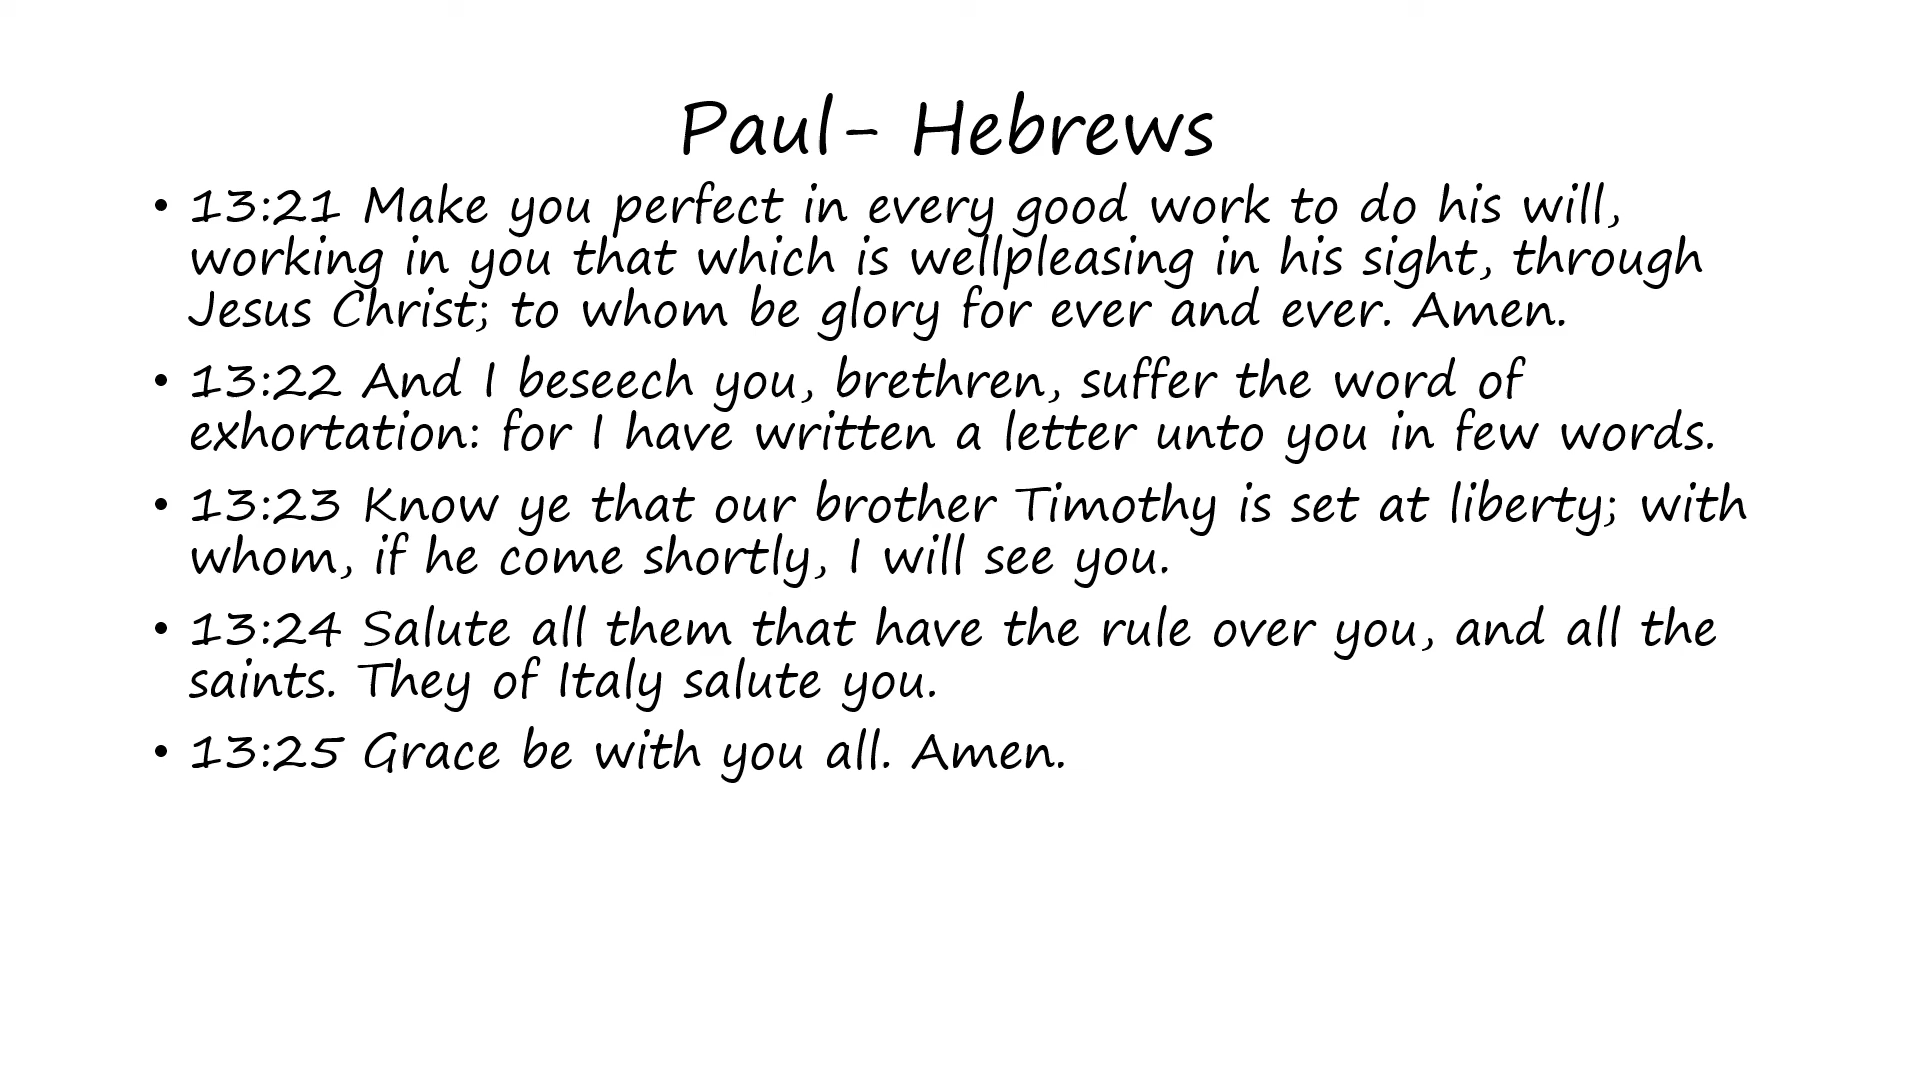 Paul- Hebrews
• 13:21 Make you perfect in every good work to do his will,
working in you that which is wellpleasing in his sight, through
Jesus Christ; to whom be glory for ever and ever. Amen.
• 13:22 And I beseech you, brethren, suffer the word of
exhortation: for I have written a letter unto you in few words.
• 13:23 Know ye that our brother Timothy is set at liberty; with
whom, if he come shortly, I will see you.
• 13:24 Salute all them that have the rule over you, and all the
saints. They of Italy salute you.
• 13:25 Grace be with you all. Amen.